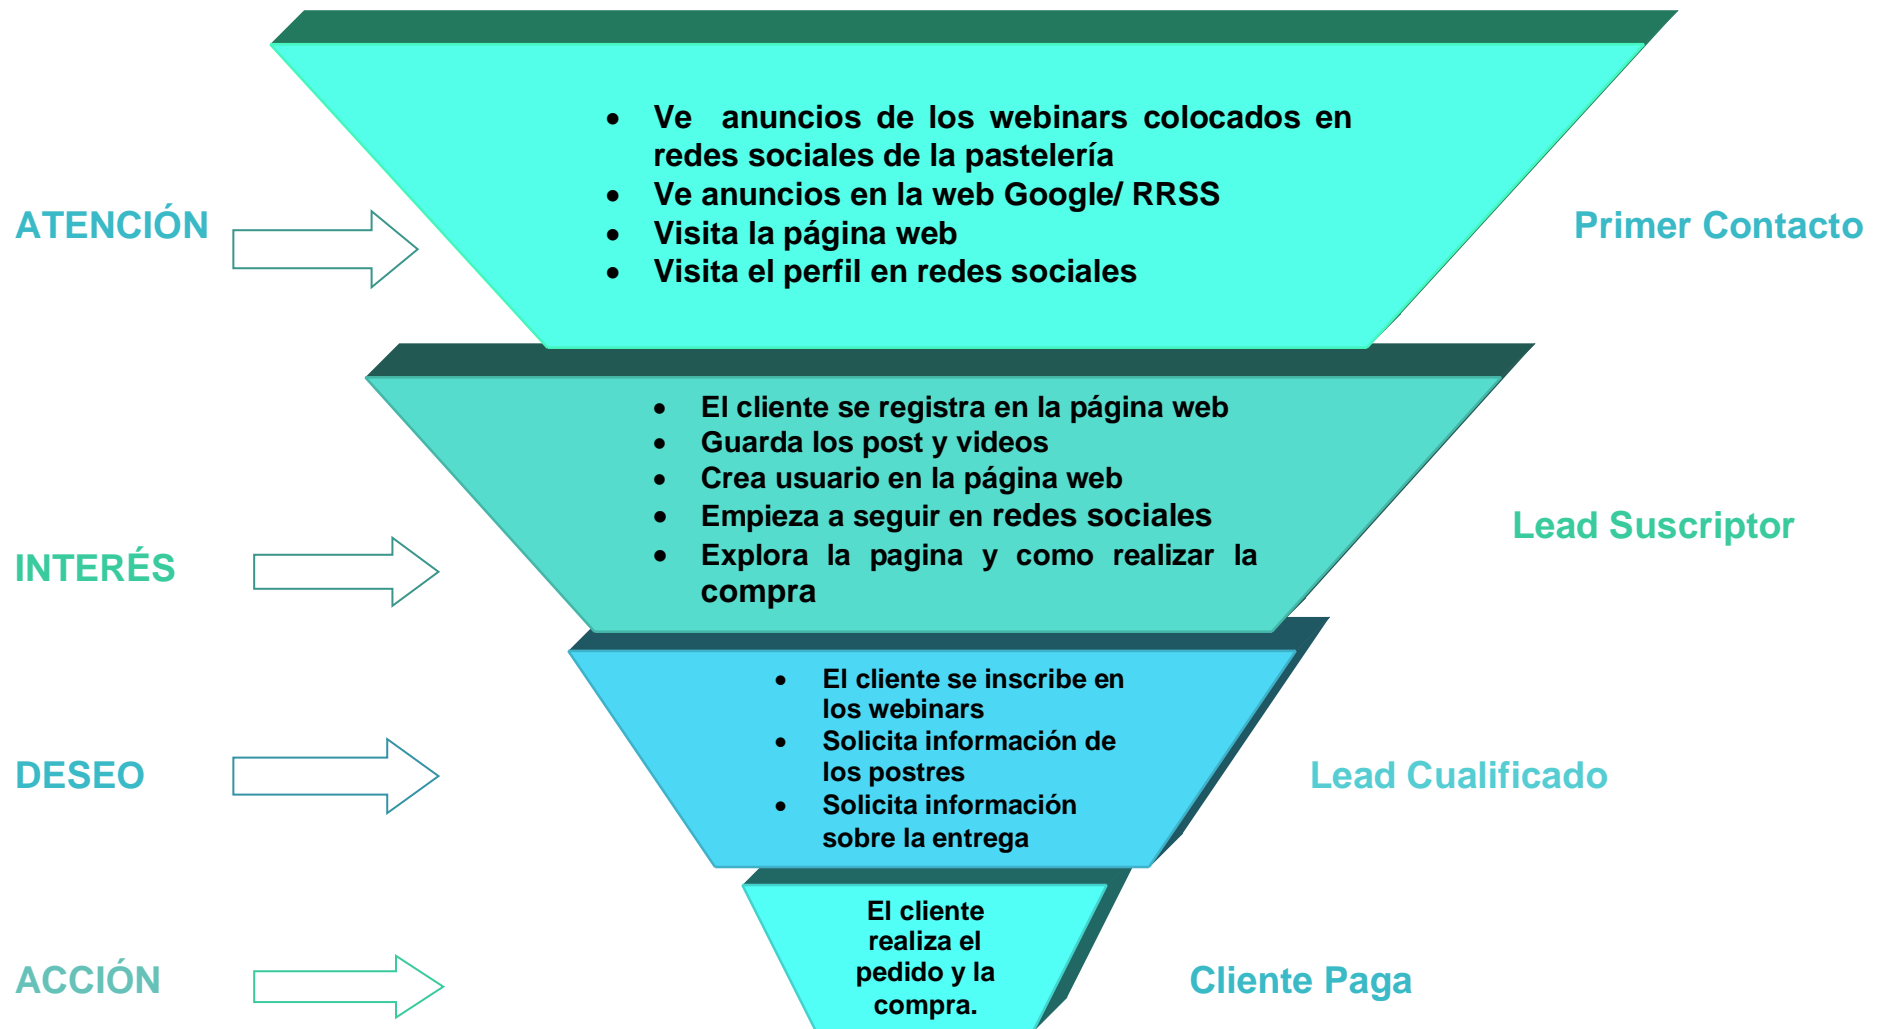 ATENCIÓN
• Ve anuncios de los webinars colocados en
redes sociales de la pastelería
• Ve anuncios en la web Google/ RRSS
• Visita la página web
• Visita el perfil en redes sociales
Primer Contacto
INTERÉS
• El cliente se registra en la página web
• Guarda los post y videos
• Crea usuario en la página web
• Empieza a seguir en redes sociales
• Explora la pagina y como realizar la
compra
Lead Suscriptor
DESEO
• El cliente se inscribe en
los webinars
• Solicita información de
los postres
• Solicita información
sobre la entrega
Lead Cualificado
ACCIÓN
El cliente
realiza el
pedido y la
compra.
Cliente Paga